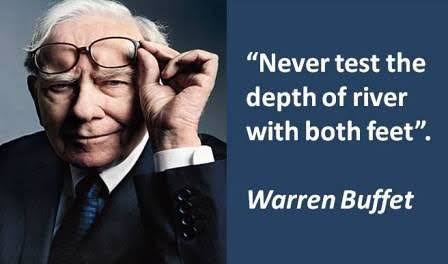 “Never test the
depth of river
with both feet”.
Warren Buffet